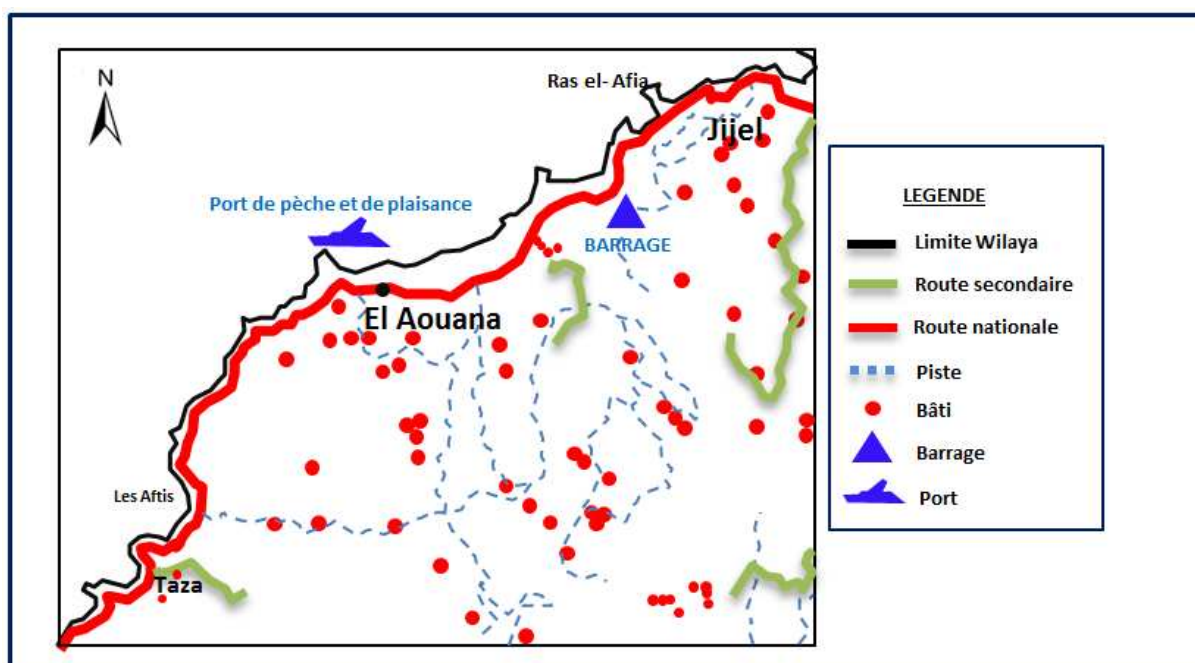 N
Ras el- Afia
Jijel
Port de pèche et de plaisance
BARRAGE
El Aouana
Les Aftis
Taza
LEGENDE
Limite Wilaya
Route secondaire
Route nationale
Piste
Bâti
Barrage
Port